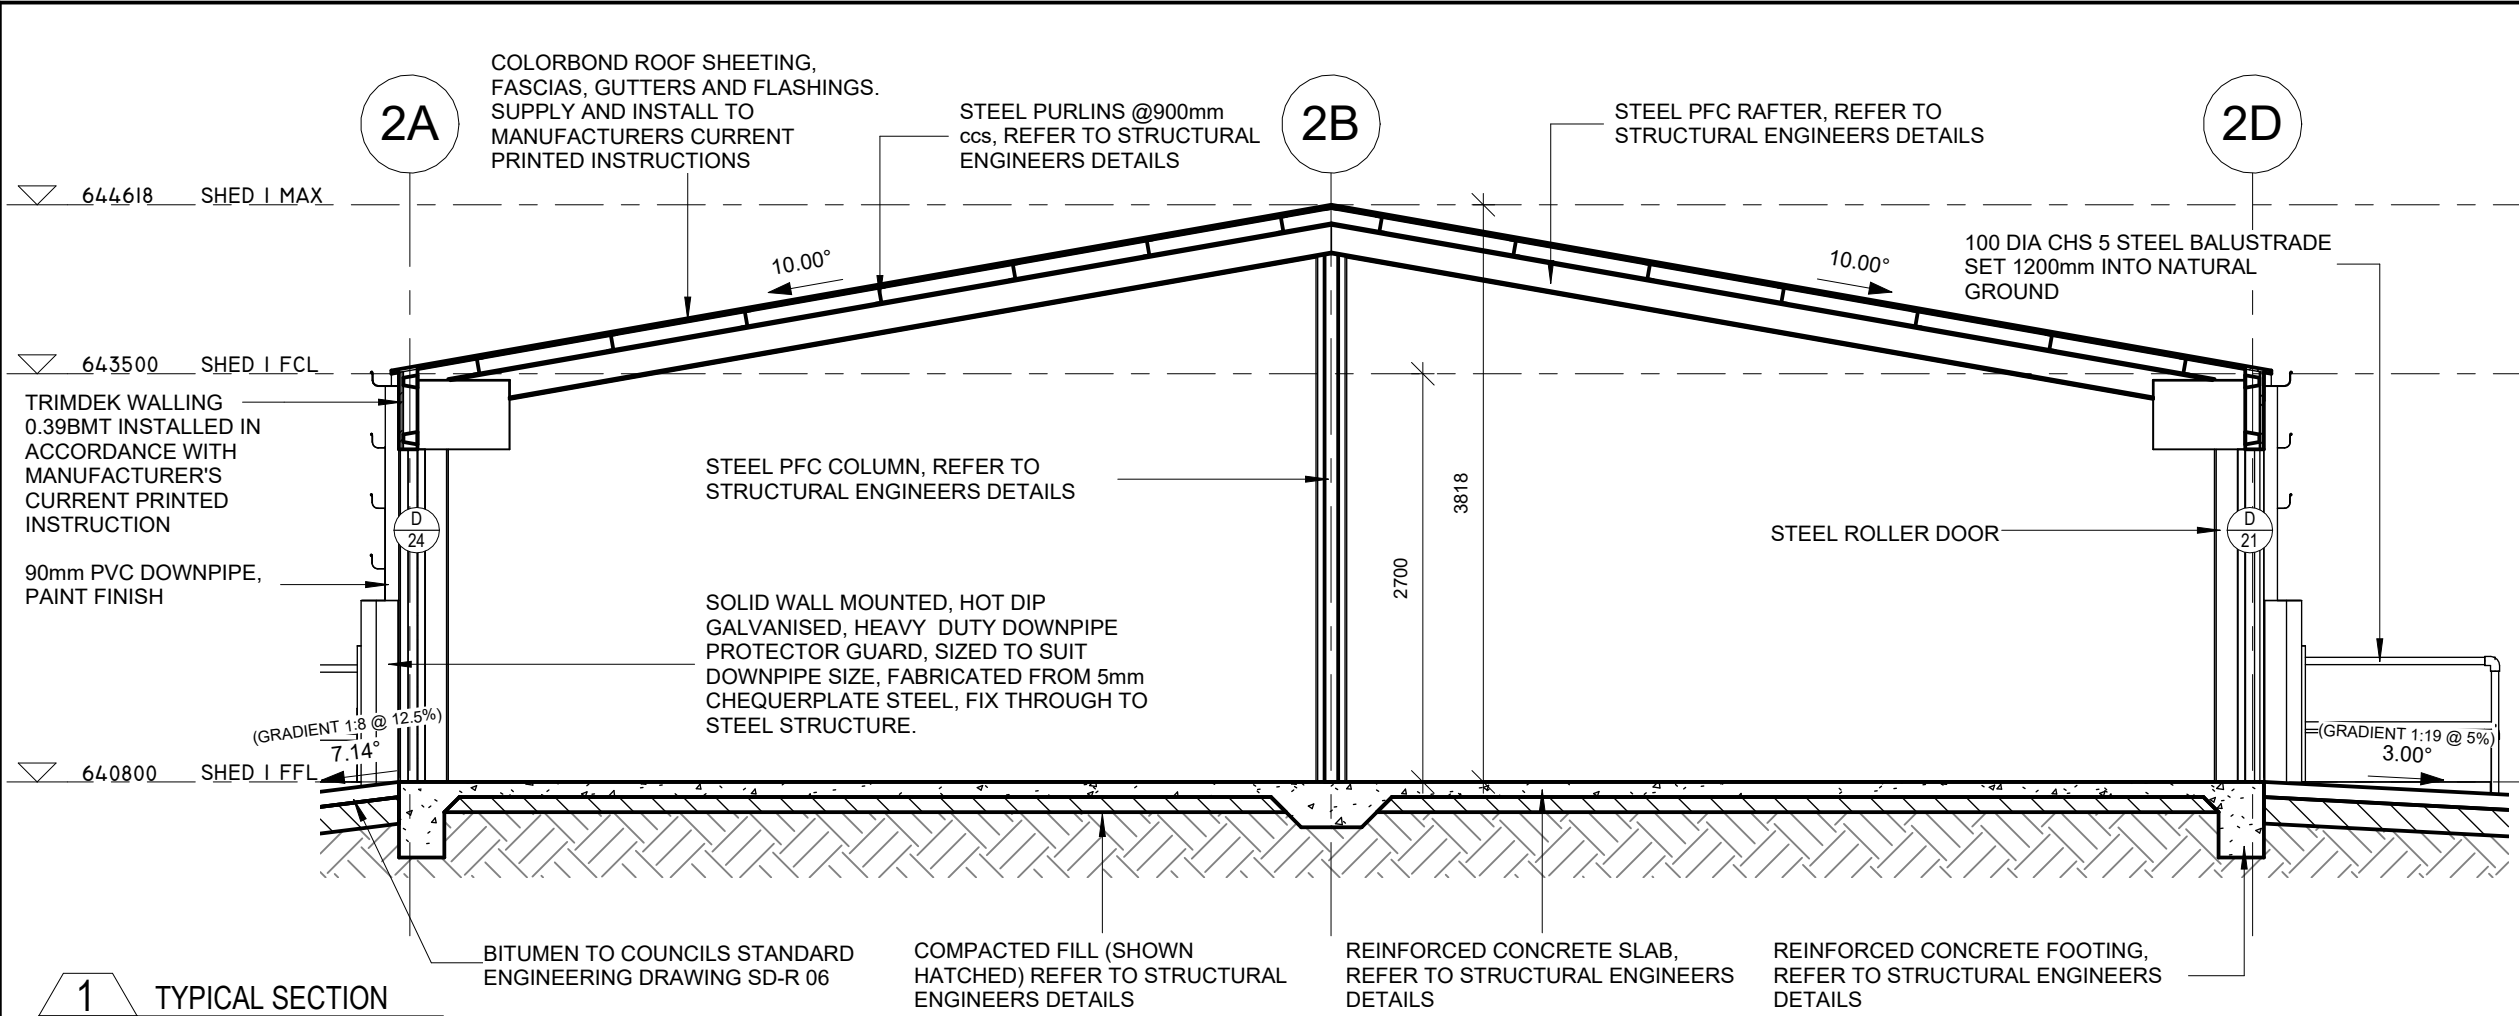 COLORBOND ROOF SHEETING,
FASCIAS, GUTTERS AND FLASHINGS.
SUPPLY AND INSTALL TO
MANUFACTURERS CURRENT
PRINTED INSTRUCTIONS
2A
STEEL PURLINS @900mm
ccs, REFER TO STRUCTURAL
ENGINEERS DETAILS
2B
STEEL PFC RAFTER, REFER TO
STRUCTURAL ENGINEERS DETAILS
2D
644618 SHED 1 MAX
10.00°
10.00°
100 DIA CHS 5 STEEL BALUSTRADE
SET 1200mm INTO NATURAL
GROUND
643500 SHED 1 FCL
TRIMDEK WALLING
0.39BMT INSTALLED IN
ACCORDANCE WITH
MANUFACTURER'S
CURRENT PRINTED
INSTRUCTION
D
24
STEEL PFC COLUMN, REFER TO
STRUCTURAL ENGINEERS DETAILS
3818
2700
STEEL ROLLER DOOR
D
21
90mm PVC DOWNPIPE,
PAINT FINISH
SOLID WALL MOUNTED, HOT DIP
GALVANISED, HEAVY DUTY DOWNPIPE
PROTECTOR GUARD, SIZED TO SUIT
DOWNPIPE SIZE, FABRICATED FROM 5mm
CHEQUERPLATE STEEL, FIX THROUGH TO
STEEL STRUCTURE.
(GRADIENT 1:8 @ 12.5%)
7.14°
(GRADIENT 1:19 @ 5%)
3.00°
640800 SHED 1 FFL
BITUMEN TO COUNCILS STANDARD
ENGINEERING DRAWING SD-R 06
COMPACTED FILL (SHOWN
HATCHED) REFER TO STRUCTURAL
ENGINEERS DETAILS
REINFORCED CONCRETE SLAB,
REFER TO STRUCTURAL ENGINEERS
DETAILS
REINFORCED CONCRETE FOOTING,
REFER TO STRUCTURAL ENGINEERS
DETAILS
1 TYPICAL SECTION